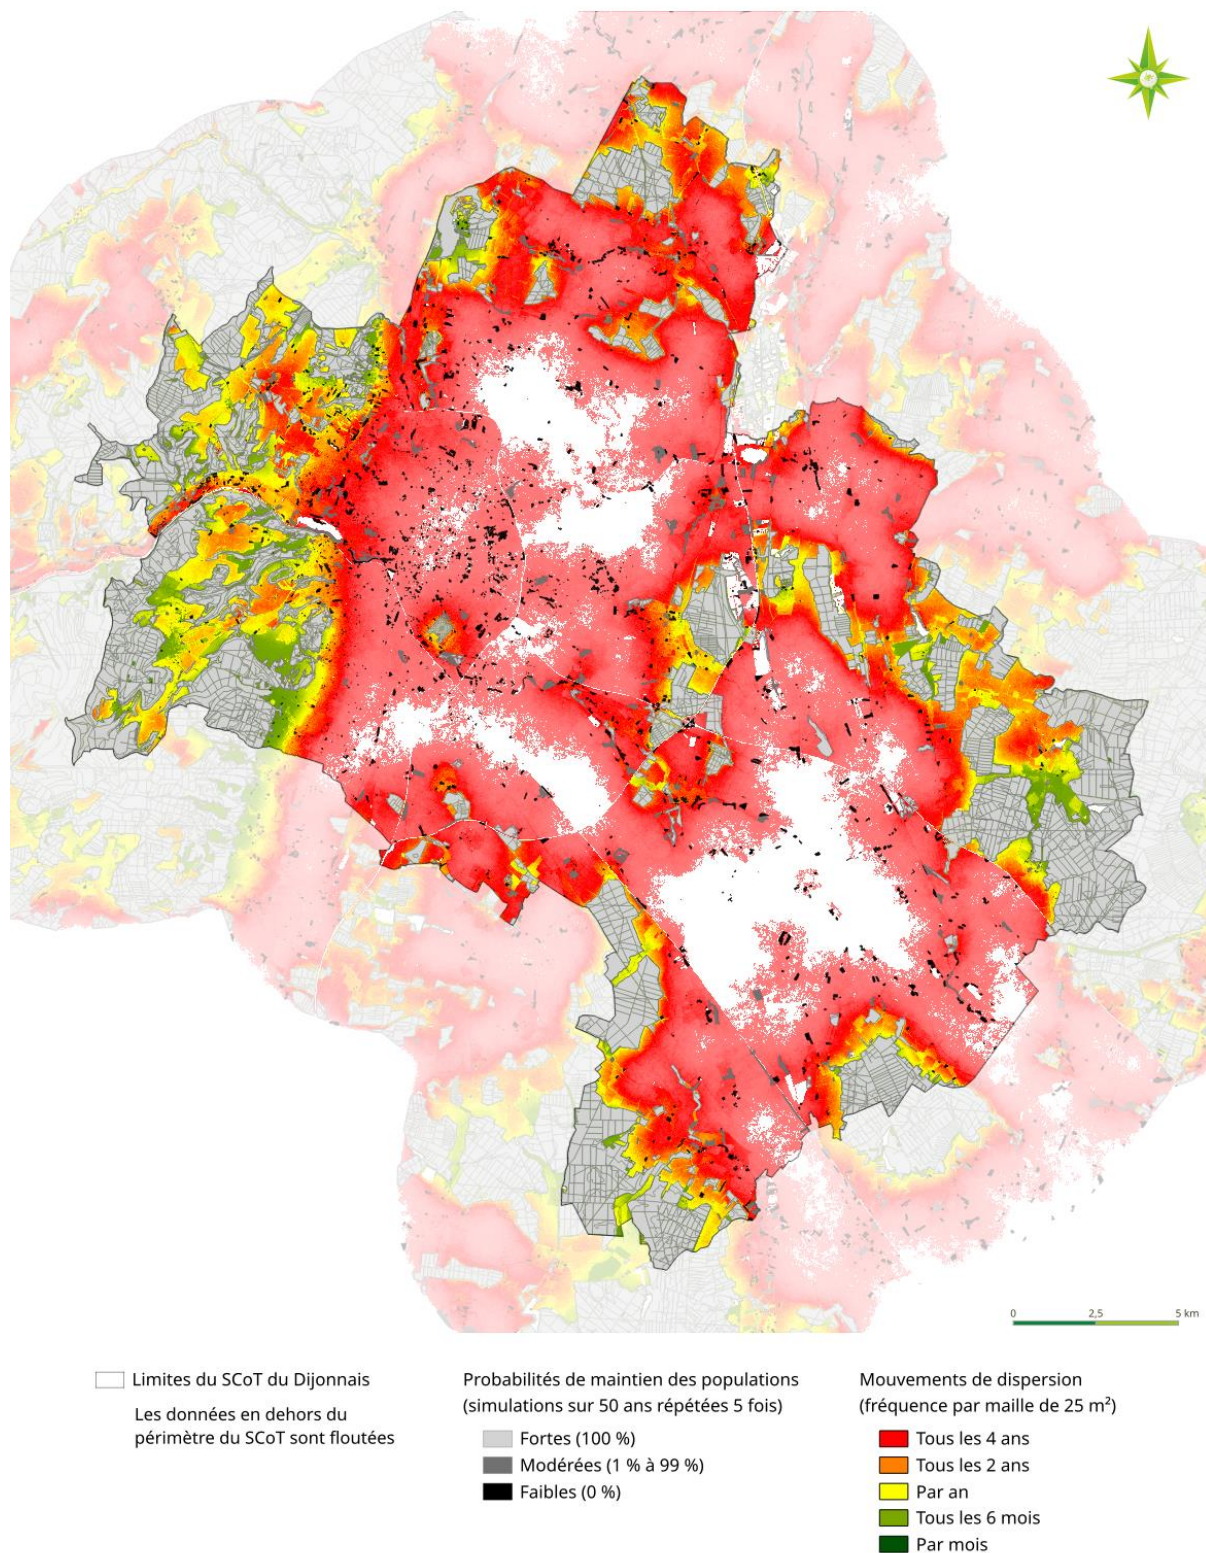 0 2,5 5 km
Limites du SCoT du Dijonnais
Les données en dehors du
périmètre du SCoT sont floutées
Probabilités de maintien des populations
(simulations sur 50 ans répétées 5 fois)
Fortes (100 %)
Modérées (1 % à 99 %)
Faibles (0 %)
Mouvements de dispersion
(fréquence par maille de 25 m²)
Tous les 4 ans
Tous les 2 ans
Par an
Tous les 6 mois
Par mois